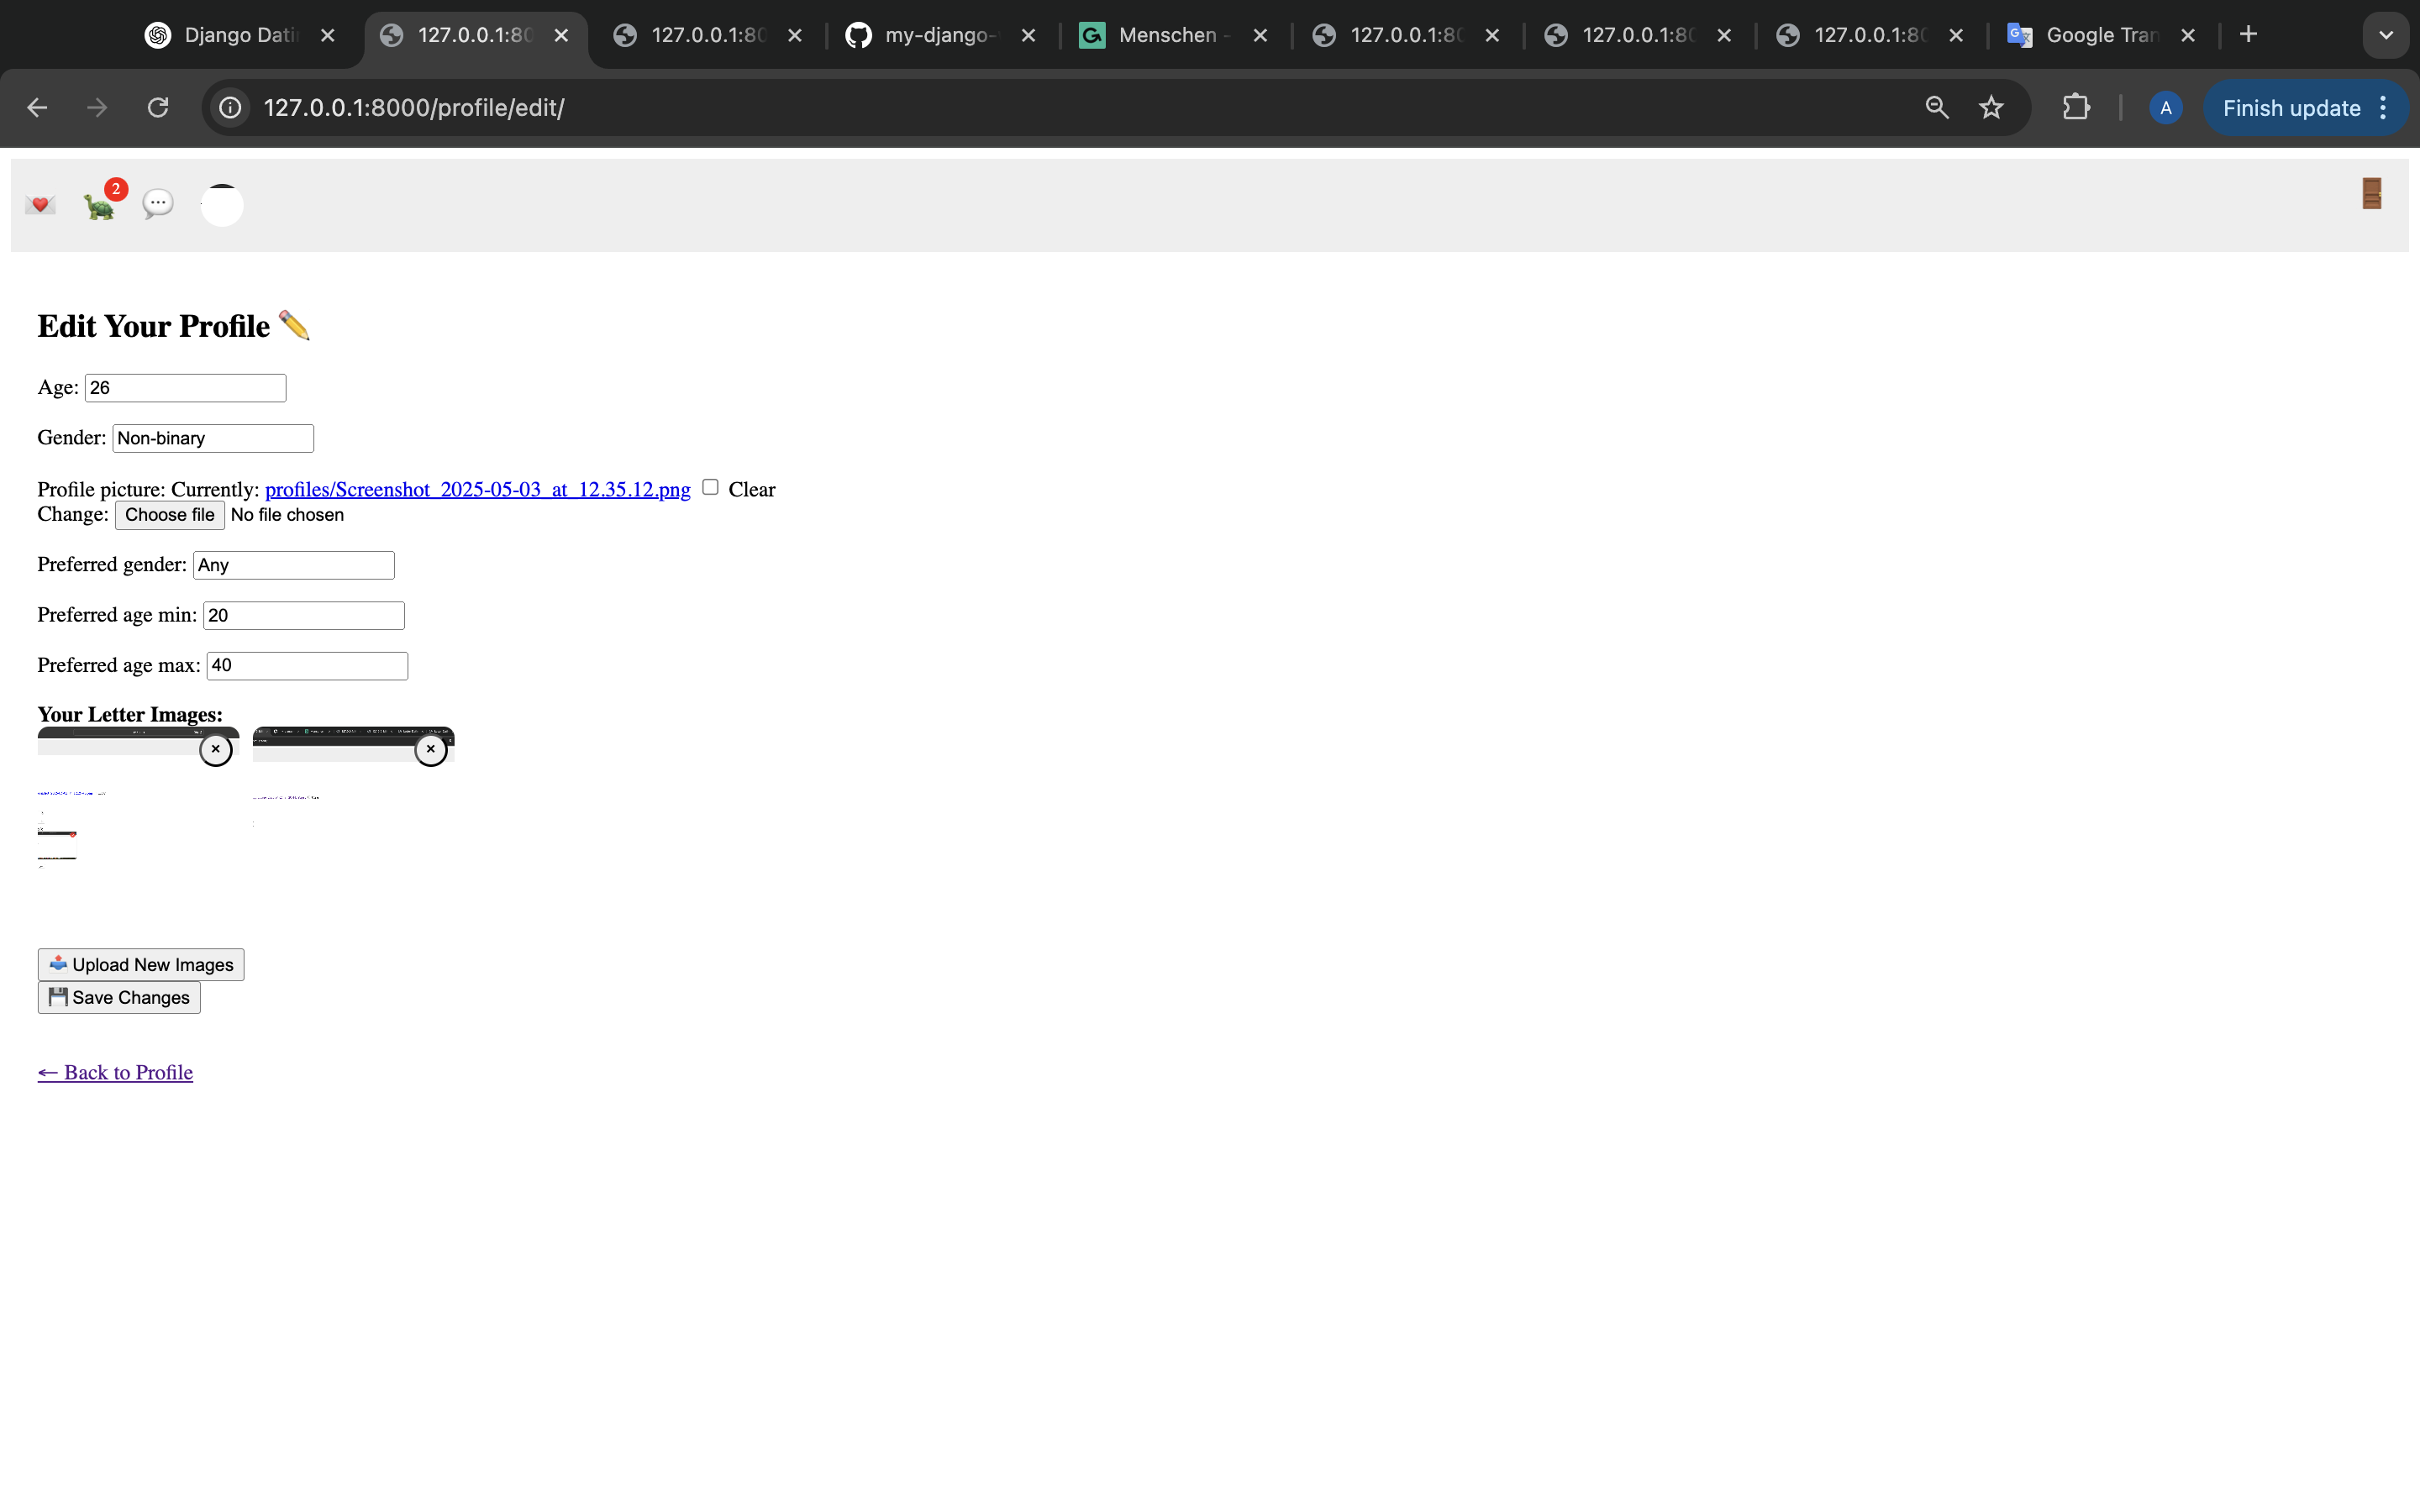 Django Dati
127.0.0.1:80
127.0.0.1:80
my-django-
Menschen -
127.0.0.1:80
127.0.0.1:80
127.0.0.1:80
Google Tran
127.0.0.1:8000/profile/edit/
A
Finish update
2
Edit Your Profile ✏️
Age: 26
Gender: Non-binary
Profile picture: Currently: profiles/Screenshot_2025-05-03_at_12.35.12.png Clear
Change: Choose file No file chosen
Preferred gender: Any
Preferred age min: 20
Preferred age max: 40
Your Letter Images:
× ×
📤 Upload New Images
💾 Save Changes
← Back to Profile